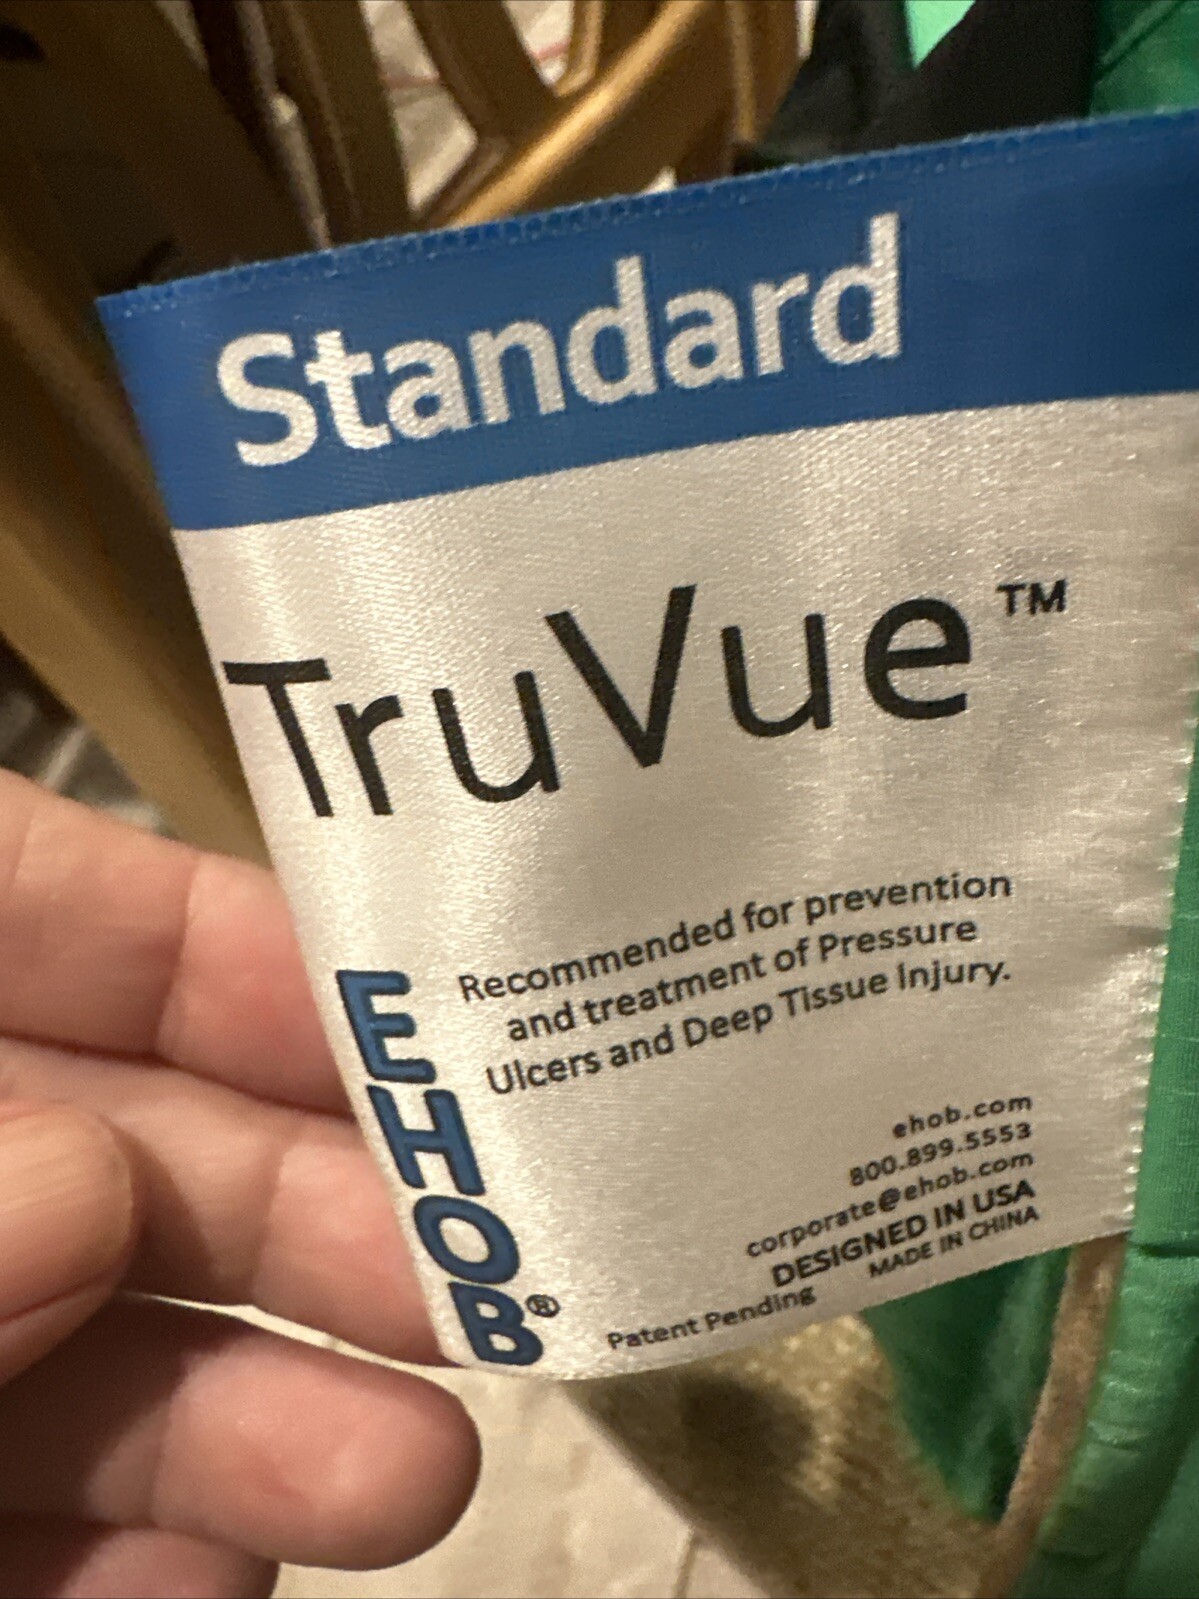 Standard
TruVue™
Recommended for prevention
and treatment of Pressure
Ulcers and Deep Tissue Injury.
EHOB®
ehob.com
800.899.5553
corporate@ehob.com
DESIGNED IN USA
MADE IN CHINA
Patent Pending